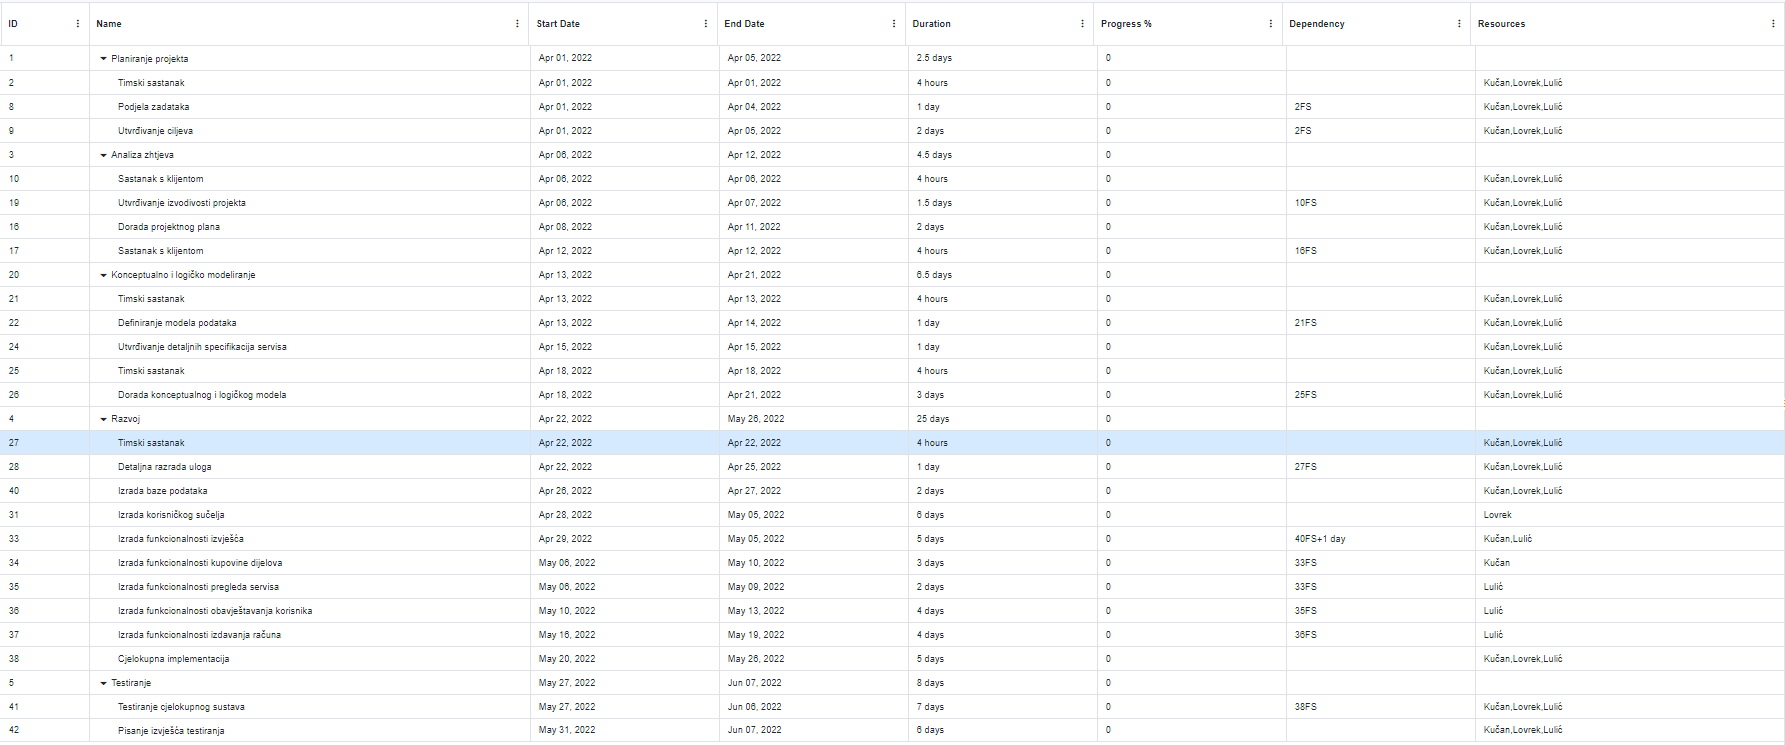 ID Name Start Date End Date Duration Progress % Dependency Resources
1 Planiranje projekta Apr 01, 2022 Apr 05, 2022 2.5 days 0
2 Timski sastanak Apr 01, 2022 Apr 01, 2022 4 hours 0 Kučan,Lovrek,Lulić
8 Podjela zadataka Apr 01, 2022 Apr 04, 2022 1 day 0 2FS Kučan,Lovrek,Lulić
9 Utvrđivanje ciljeva Apr 01, 2022 Apr 05, 2022 2 days 0 2FS Kučan,Lovrek,Lulić
3 Analiza zhtjeva Apr 06, 2022 Apr 12, 2022 4.5 days 0
10 Sastanak s klijentom Apr 06, 2022 Apr 06, 2022 4 hours 0 Kučan,Lovrek,Lulić
19 Utvrđivanje izvodivosti projekta Apr 06, 2022 Apr 07, 2022 1.5 days 0 10FS Kučan,Lovrek,Lulić
16 Dorada projektnog plana Apr 08, 2022 Apr 11, 2022 2 days 0 Kučan,Lovrek,Lulić
17 Sastanak s klijentom Apr 12, 2022 Apr 12, 2022 4 hours 0 16FS Kučan,Lovrek,Lulić
20 Konceptualno i logičko modeliranje Apr 13, 2022 Apr 21, 2022 6.5 days 0
21 Timski sastanak Apr 13, 2022 Apr 13, 2022 4 hours 0 Kučan,Lovrek,Lulić
22 Definiranje modela podataka Apr 13, 2022 Apr 14, 2022 1 day 0 21FS Kučan,Lovrek,Lulić
24 Utvrđivanje detaljnih specifikacija servisa Apr 15, 2022 Apr 15, 2022 1 day 0 Kučan,Lovrek,Lulić
25 Timski sastanak Apr 18, 2022 Apr 18, 2022 4 hours 0 Kučan,Lovrek,Lulić
26 Dorada konceptualnog i logičkog modela Apr 18, 2022 Apr 21, 2022 3 days 0 25FS Kučan,Lovrek,Lulić
4 Razvoj Apr 22, 2022 May 26, 2022 25 days 0
27 Timski sastanak Apr 22, 2022 Apr 22, 2022 4 hours 0 Kučan,Lovrek,Lulić
28 Detaljna razrada uloga Apr 22, 2022 Apr 25, 2022 1 day 0 27FS Kučan,Lovrek,Lulić
40 Izrada baze podataka Apr 26, 2022 Apr 27, 2022 2 days 0 Kučan,Lovrek,Lulić
31 Izrada korisničkog sučelja Apr 28, 2022 May 05, 2022 6 days 0 Lovrek
33 Izrada funkcionalnosti izvješća Apr 29, 2022 May 05, 2022 5 days 0 40FS+1 day Kučan,Lulić
34 Izrada funkcionalnosti kupovine dijelova May 06, 2022 May 10, 2022 3 days 0 33FS Kučan
35 Izrada funkcionalnosti pregleda servisa May 06, 2022 May 09, 2022 2 days 0 33FS Lulić
36 Izrada funkcionalnosti obavještavanja korisnika May 10, 2022 May 13, 2022 4 days 0 35FS Lulić
37 Izrada funkcionalnosti izdavanja računa May 16, 2022 May 19, 2022 4 days 0 36FS Lulić
38 Cjelokupna implementacija May 20, 2022 May 26, 2022 5 days 0 Kučan,Lovrek,Lulić
5 Testiranje May 27, 2022 Jun 07, 2022 8 days 0
41 Testiranje cjelokupnog sustava May 27, 2022 Jun 06, 2022 7 days 0 38FS Kučan,Lovrek,Lulić
42 Pisanje izvješća testiranja May 31, 2022 Jun 07, 2022 6 days 0 Kučan,Lovrek,Lulić